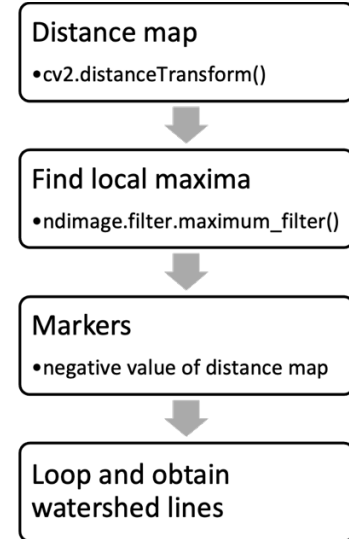 Distance map
•cv2.distanceTransform()
Find local maxima
•ndimage.filter.maximum_filter()
Markers
•negative value of distance map
Loop and obtain
watershed lines